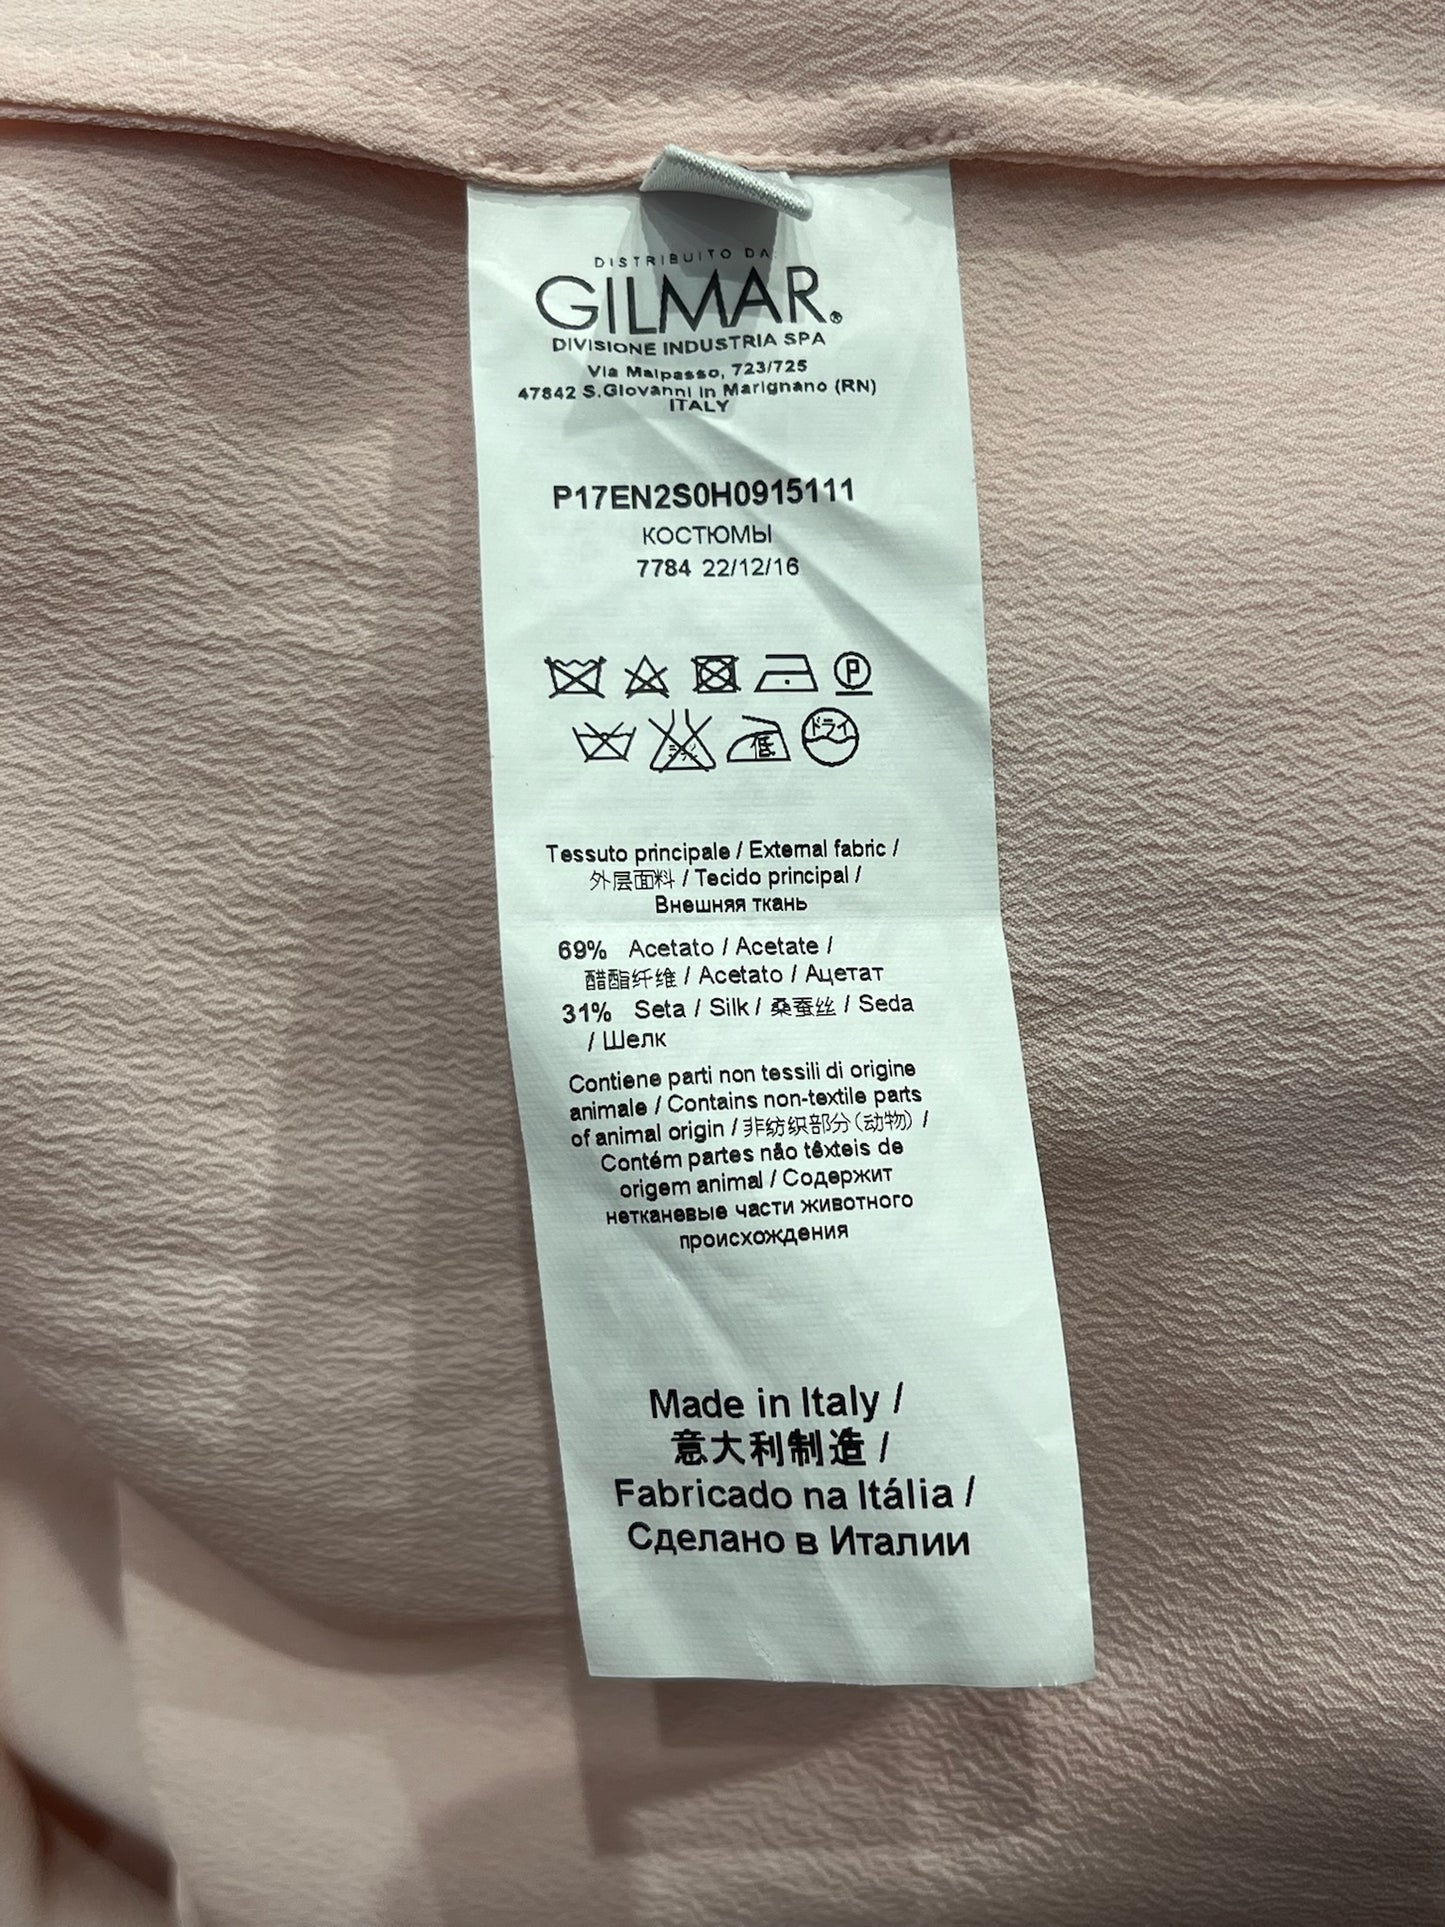 DISTRIBUITO DA:
GILMAR®
DIVISIONE INDUSTRIA SPA
Via Malpasso, 723/725
47842 S.Giovanni in Marignano (RN)
ITALY
P17EN2S0H0915111
КОСТЮМЫ
7784 22/12/16
P
低 ドライ
Tessuto principale / External fabric /
外层面料 / Tecido principal /
Внешняя ткань
69% Acetato / Acetate /
醋酯纤维 / Acetato / Ацетат
31% Seta / Silk / 桑蚕丝 / Seda
/ Шелк
Contiene parti non tessili di origine
animale / Contains non-textile parts
of animal origin / 非纺织部分(动物) /
Contém partes não têxteis de
origem animal / Содержит
нетканевые части животного
происхождения
Made in Italy /
意大利制造 /
Fabricado na Itália /
Сделано в Италии